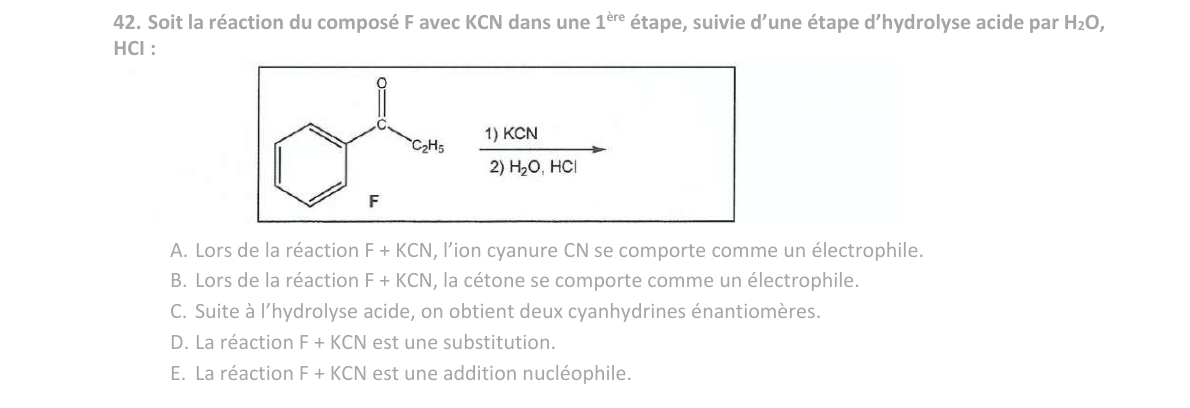 42. Soit la réaction du composé F avec KCN dans une 1ère étape, suivie d’une étape d’hydrolyse acide par H₂O,
HCl :
O
C
C₂H₅
1) KCN
2) H₂O, HCl
F
A. Lors de la réaction F + KCN, l’ion cyanure CN se comporte comme un électrophile.
B. Lors de la réaction F + KCN, la cétone se comporte comme un électrophile.
C. Suite à l’hydrolyse acide, on obtient deux cyanhydrines énantiomères.
D. La réaction F + KCN est une substitution.
E. La réaction F + KCN est une addition nucléophile.